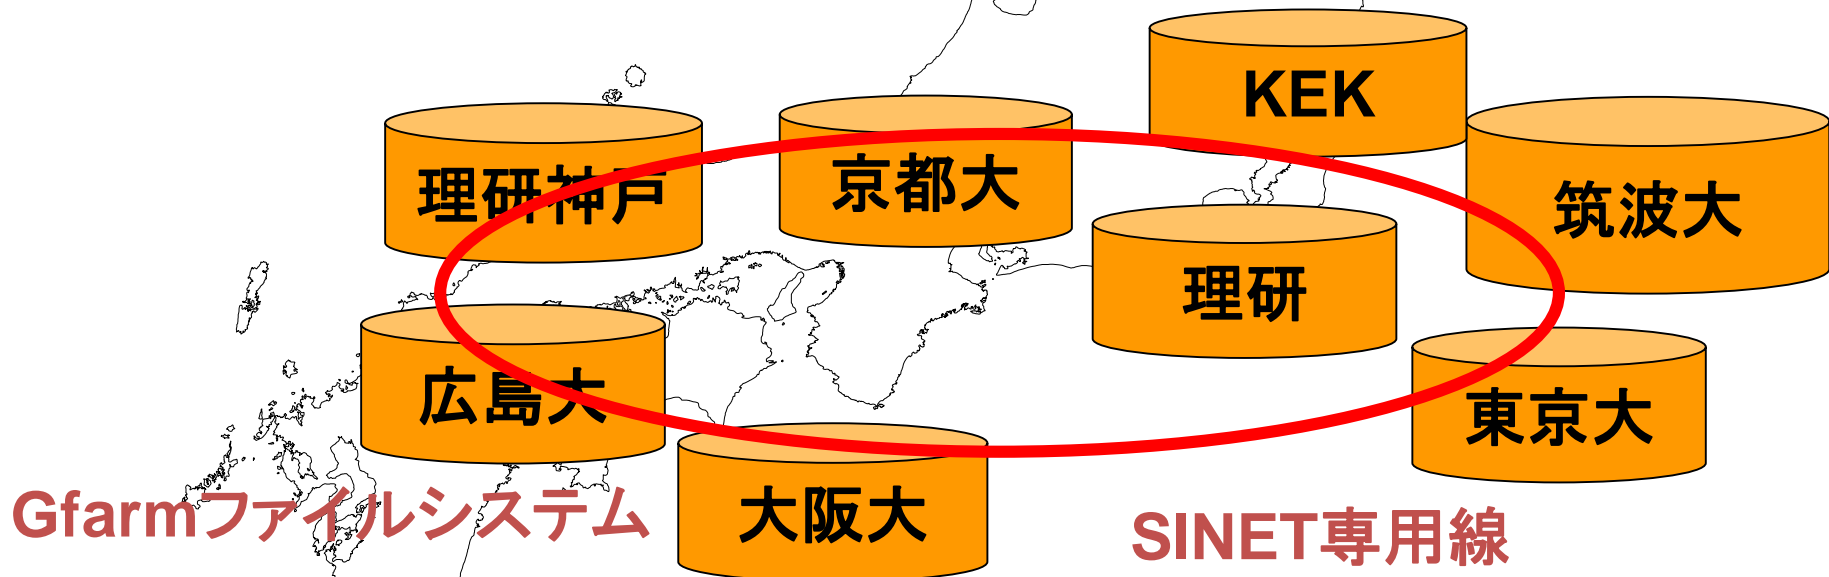 KEK
理研神戸
京都大
筑波大
理研
広島大
東京大
大阪大
Gfarmファイルシステム
SINET専用線